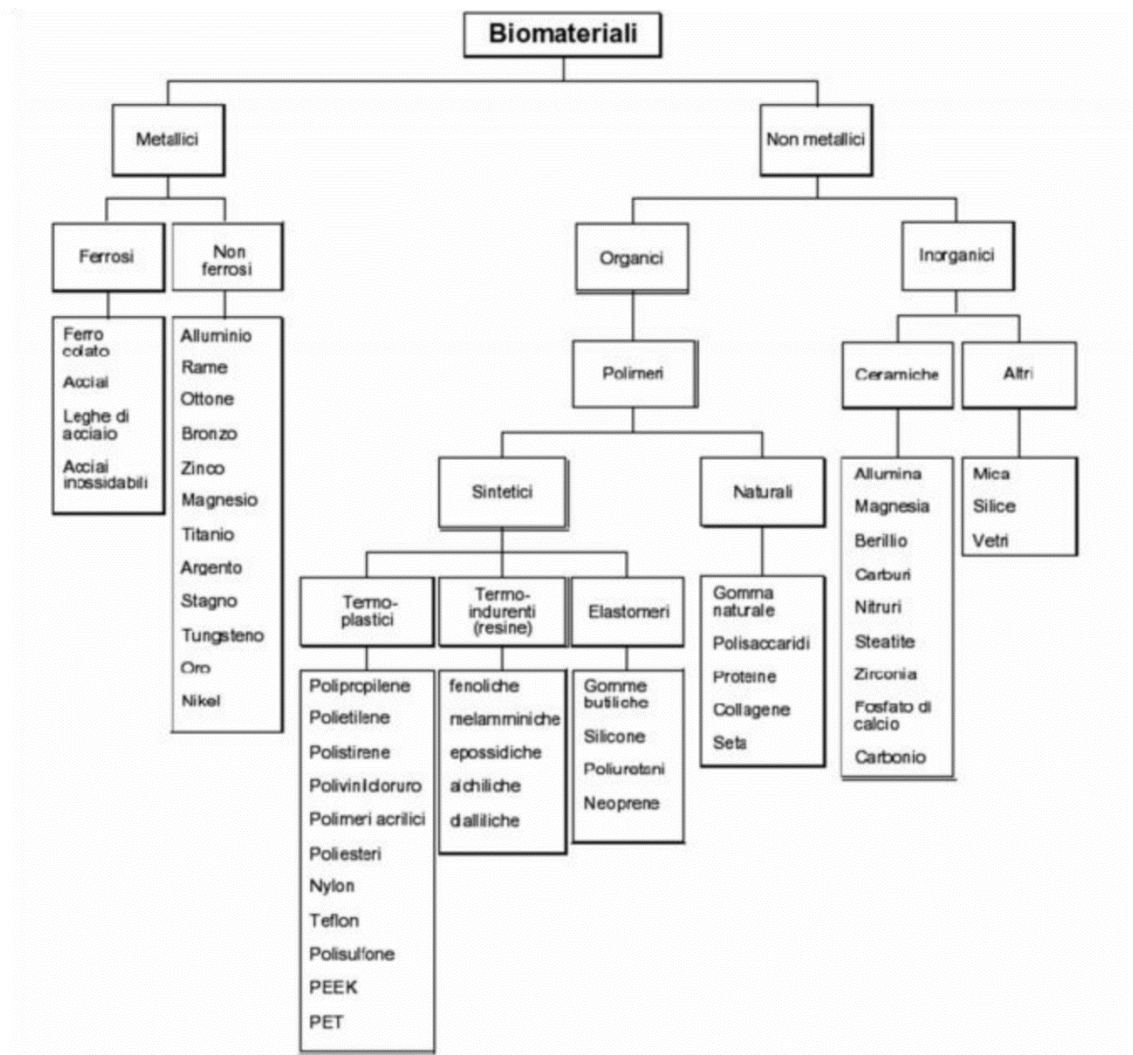 Biomateriali
Metallici
Non metallici
Ferrosi
Non
ferrosi
Organici
Inorganici
Ferro
colato
Acciai
Leghe di
acciaio
Acciai
inossidabili
Alluminio
Rame
Ottone
Bronzo
Zinco
Magnesio
Titanio
Argento
Stagno
Tungsteno
Oro
Nikel
Polimeri
Ceramiche
Altri
Sintetici
Naturali
Allumina
Magnesia
Berillio
Carburi
Nitruri
Steatite
Zirconia
Fosfato di
calcio
Carbonio
Mica
Silice
Vetri
Termo-
plastici
Termo-
indurenti
(resine)
Elastomeri
Gomma
naturale
Polisaccaridi
Proteine
Collagene
Seta
Polipropilene
Polietilene
Polistirene
Polivinilcloruro
Polimeri acrilici
Poliesteri
Nylon
Teflon
Polisulfone
PEEK
PET
fenoliche
melamminiche
epossidiche
alchiliche
dialliliche
Gomme
butiliche
Silicone
Poliuretani
Neoprene